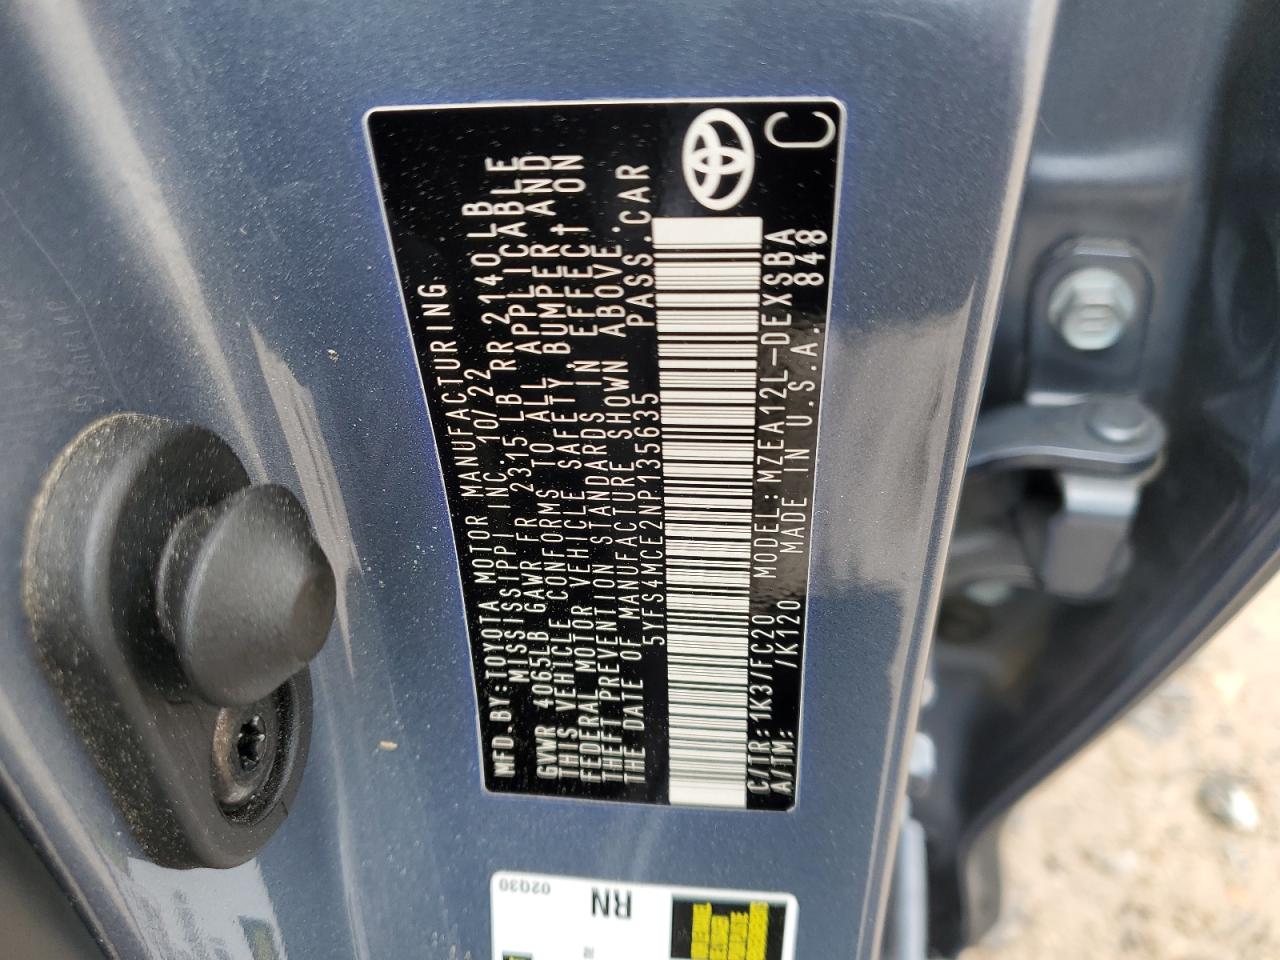 MFD.BY:TOYOTA MOTOR MANUFACTURING
MISSISSIPPI INC. 10/22
GVWR 4065LB GAWR FR 2315 LB RR 2140LB
THIS VEHICLE CONFORMS TO ALL APPLICABLE
FEDERAL MOTOR VEHICLE SAFETY, BUMPER, AND
THEFT PREVENTION STANDARDS IN EFFECT ON
THE DATE OF MANUFACTURE SHOWN ABOVE.
5YFS4MCE2NP135635 PASS.CAR
C/TR:1K3/FC20 MODEL:MZEA12L-DEXSBA
A/TM: /K120 MADE IN U.S.A. 848
C
02Q30
RN